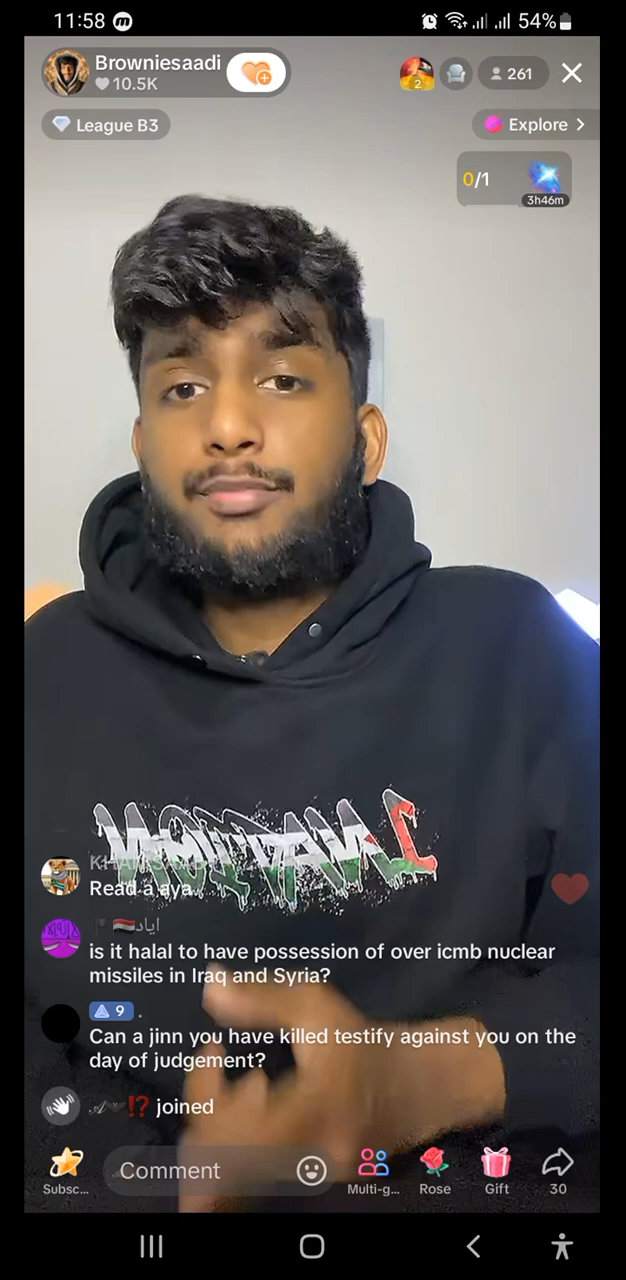 11:58
54%
Browniesaadi
10.5K
2
261
League B3
Explore >
0/1
3h46m
Read a aya..
اياد
is it halal to have possession of over icmb nuclear
missiles in Iraq and Syria?
9 .
Can a jinn you have killed testify against you on the
day of judgement?
⁉️ joined
Subsc...
Comment
Multi-g...
Rose
Gift
30